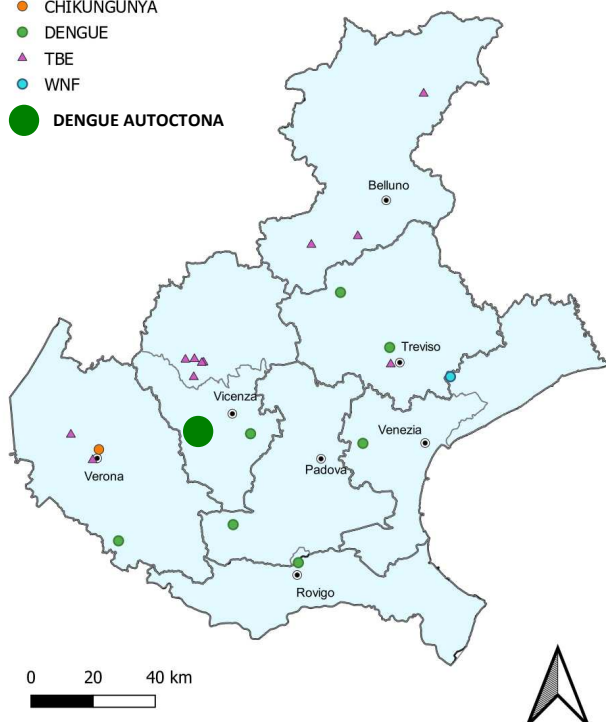 CHIKUNGUNYA
DENGUE
TBE
WNF
DENGUE AUTOCTONA
Belluno
Treviso
Vicenza
Venezia
Verona
Padova
Rovigo
0 20 40 km